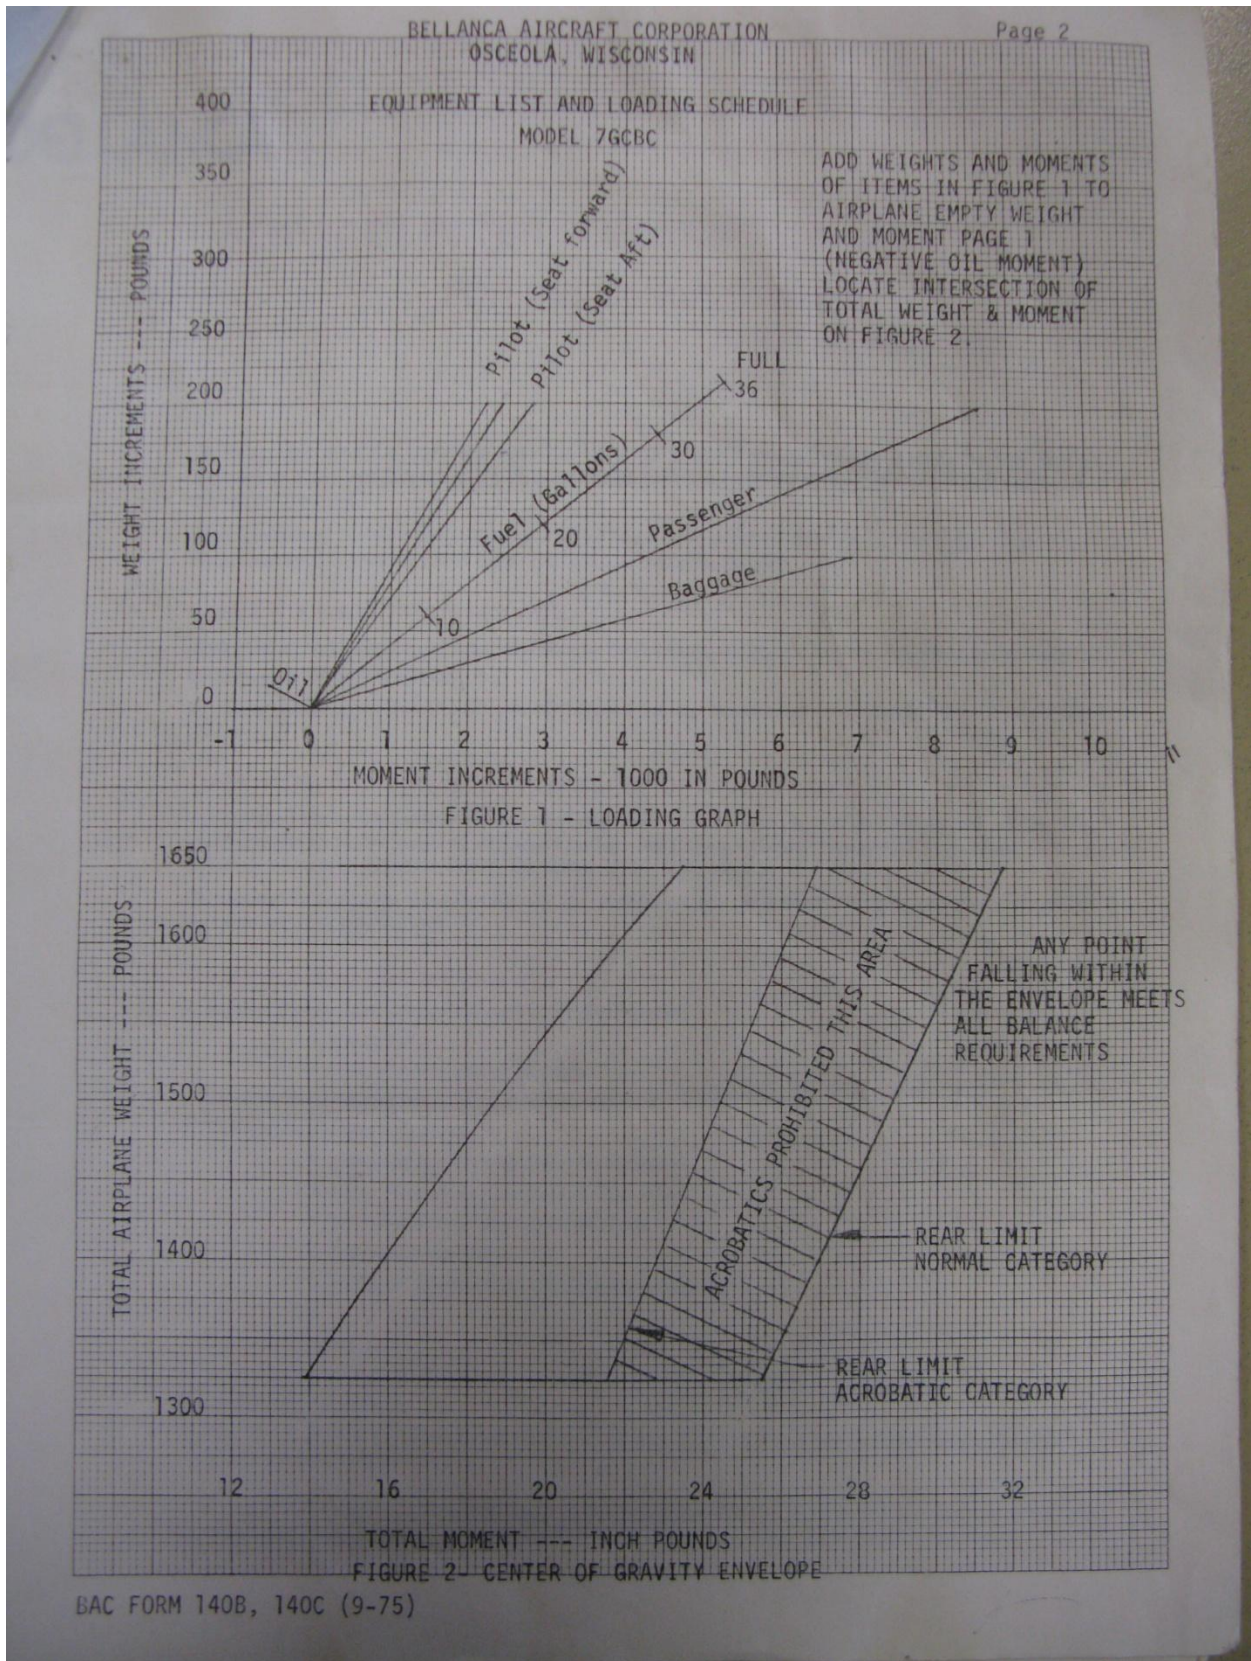 BELLANCA AIRCRAFT CORPORATION Page 2
OSCEOLA, WISCONSIN
EQUIPMENT LIST AND LOADING SCHEDULE
MODEL 7GCBC
ADD WEIGHTS AND MOMENTS
OF ITEMS IN FIGURE 1 TO
AIRPLANE EMPTY WEIGHT
AND MOMENT PAGE 1
(NEGATIVE OIL MOMENT)
LOCATE INTERSECTION OF
TOTAL WEIGHT & MOMENT
ON FIGURE 2.
WEIGHT INCREMENTS --- POUNDS
400
350
300
250
200
150
100
50
0
Pilot (Seat forward)
Pilot (Seat Aft)
FULL
36
30
Fuel (Gallons)
20
10
Passenger
Baggage
Oil
-1 0 1 2 3 4 5 6 7 8 9 10 11
MOMENT INCREMENTS - 1000 IN POUNDS
FIGURE 1 - LOADING GRAPH
TOTAL AIRPLANE WEIGHT --- POUNDS
1650
1600
1500
1400
1300
ACROBATICS PROHIBITED THIS AREA
ANY POINT
FALLING WITHIN
THE ENVELOPE MEETS
ALL BALANCE
REQUIREMENTS
REAR LIMIT
NORMAL CATEGORY
REAR LIMIT
ACROBATIC CATEGORY
12 16 20 24 28 32
TOTAL MOMENT --- INCH POUNDS
FIGURE 2- CENTER OF GRAVITY ENVELOPE
BAC FORM 140B, 140C (9-75)